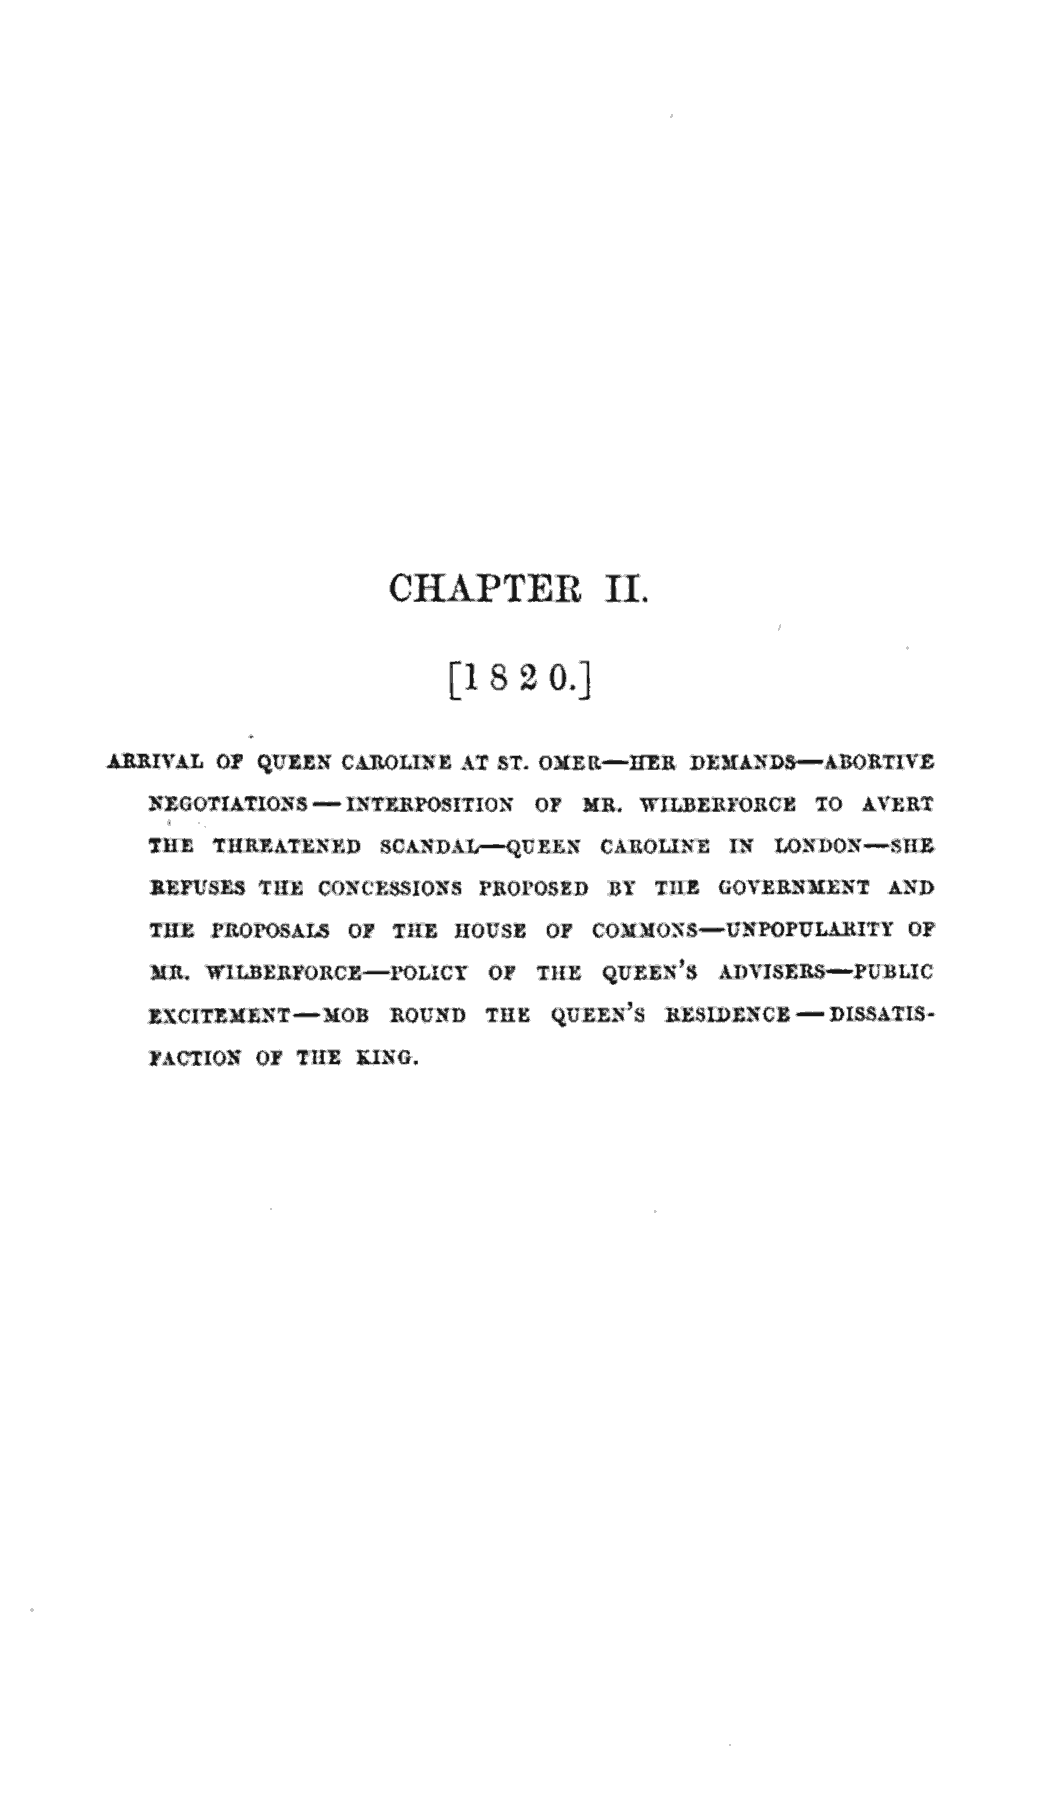 CHAPTER II.
[1820.]
ARRIVAL OF QUEEN CAROLINE AT ST. OMER—HER DEMANDS—ABORTIVE
NEGOTIATIONS—INTERPOSITION OF MR. WILBERFORCE TO AVERT
THE THREATENED SCANDAL—QUEEN CAROLINE IN LONDON—SHE
REFUSES THE CONCESSIONS PROPOSED BY THE GOVERNMENT AND
THE PROPOSALS OF THE HOUSE OF COMMONS—UNPOPULARITY OF
MR. WILBERFORCE—POLICY OF THE QUEEN'S ADVISERS—PUBLIC
EXCITEMENT—MOB ROUND THE QUEEN'S RESIDENCE—DISSATIS-
FACTION OF THE KING.